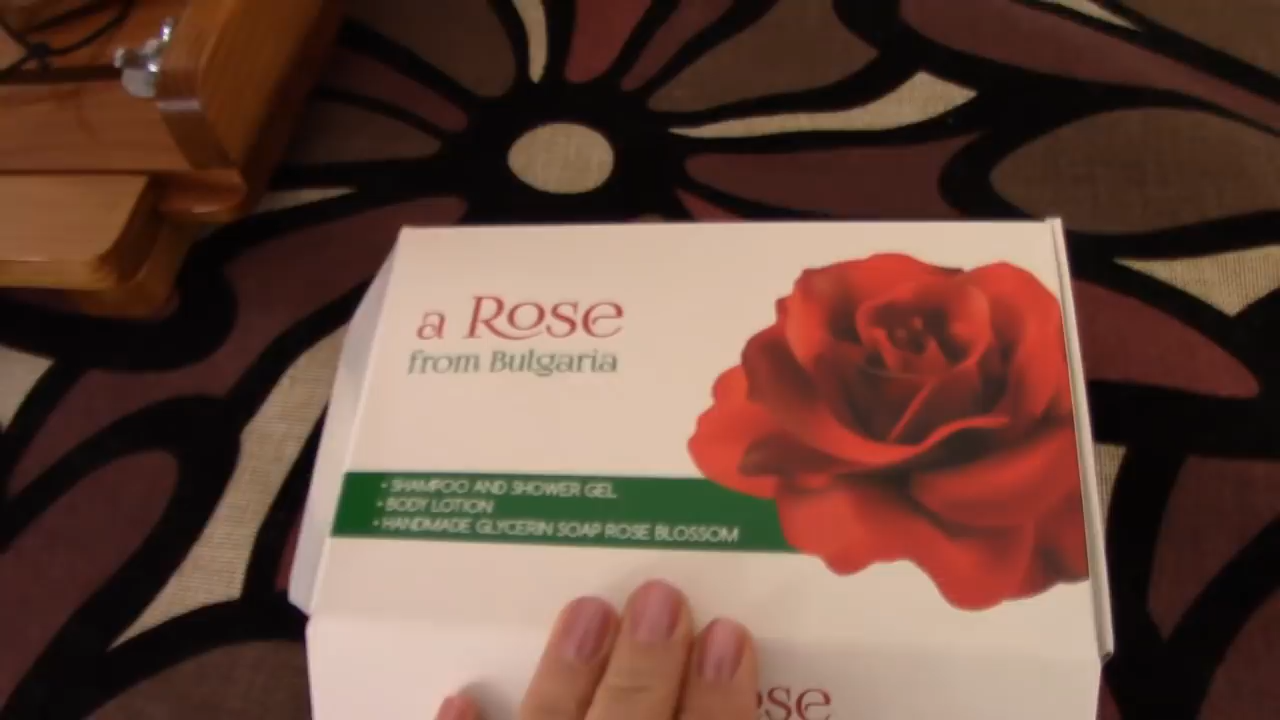 a Rose
from Bulgaria
• SHAMPOO AND SHOWER GEL
• BODY LOTION
• HANDMADE GLYCERIN SOAP ROSE BLOSSOM